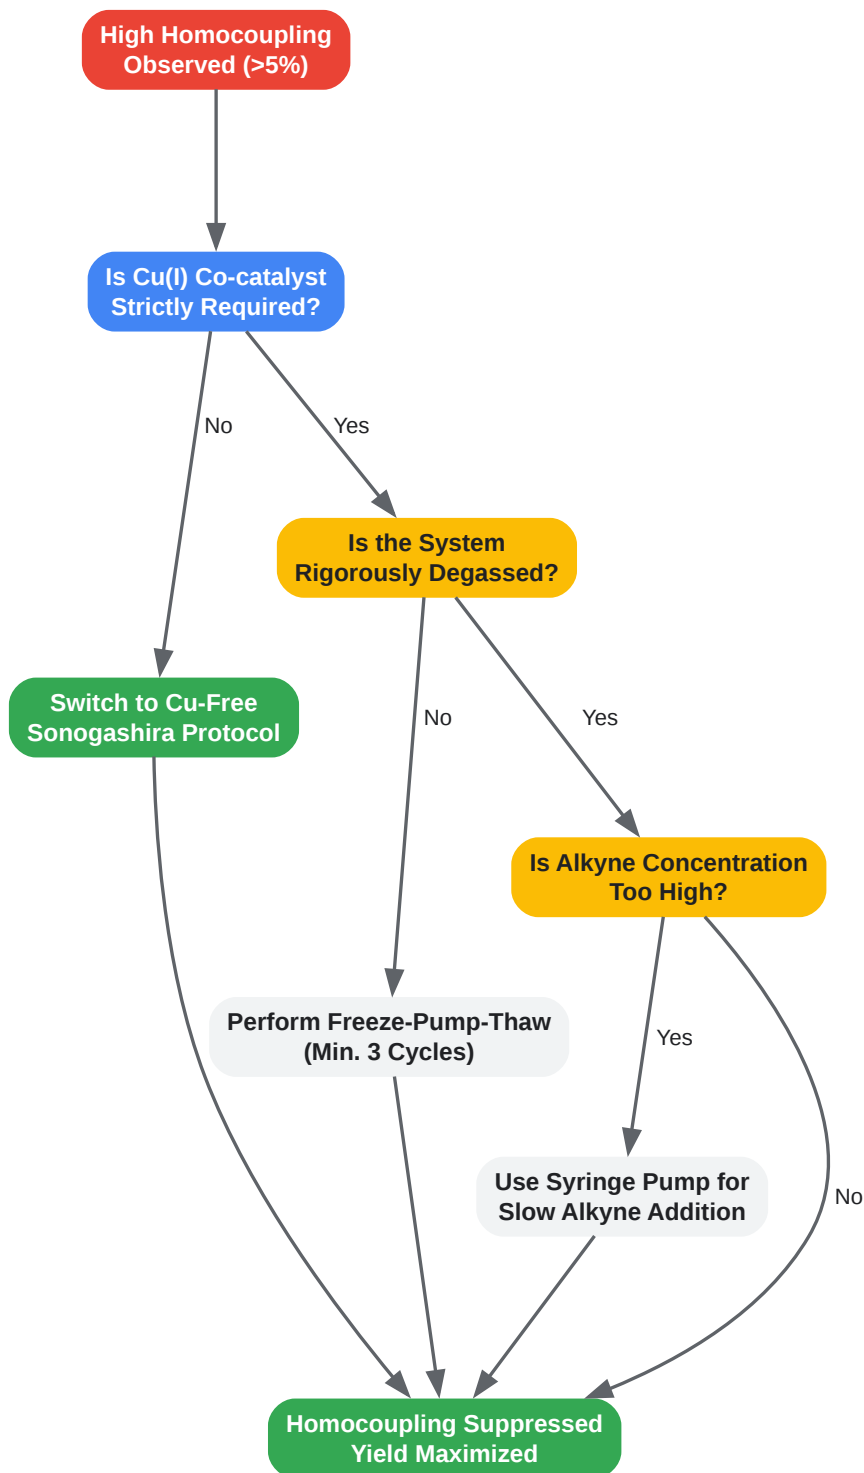 High Homocoupling
Observed (>5%)
Is Cu(I) Co-catalyst
Strictly Required?
No
Yes
Is the System
Rigorously Degassed?
Switch to Cu-Free
Sonogashira Protocol
No
Yes
Is Alkyne Concentration
Too High?
Perform Freeze-Pump-Thaw
(Min. 3 Cycles)
Yes
Use Syringe Pump for
Slow Alkyne Addition
No
Homocoupling Suppressed
Yield Maximized